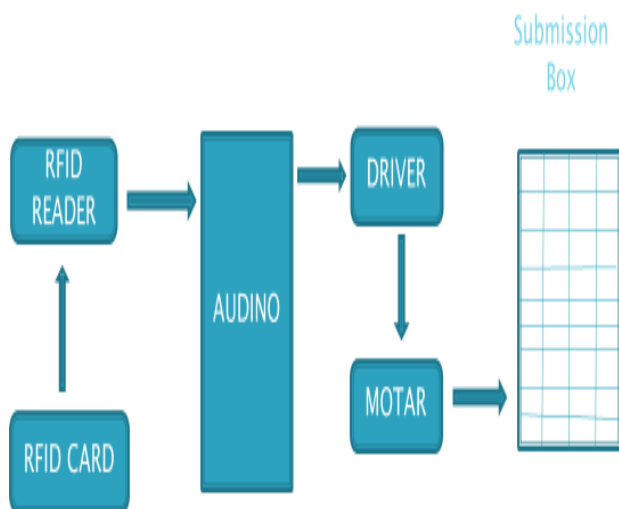 Submission
Box
RFID
READER
DRIVER
AUDINO
MOTAR
RFID CARD